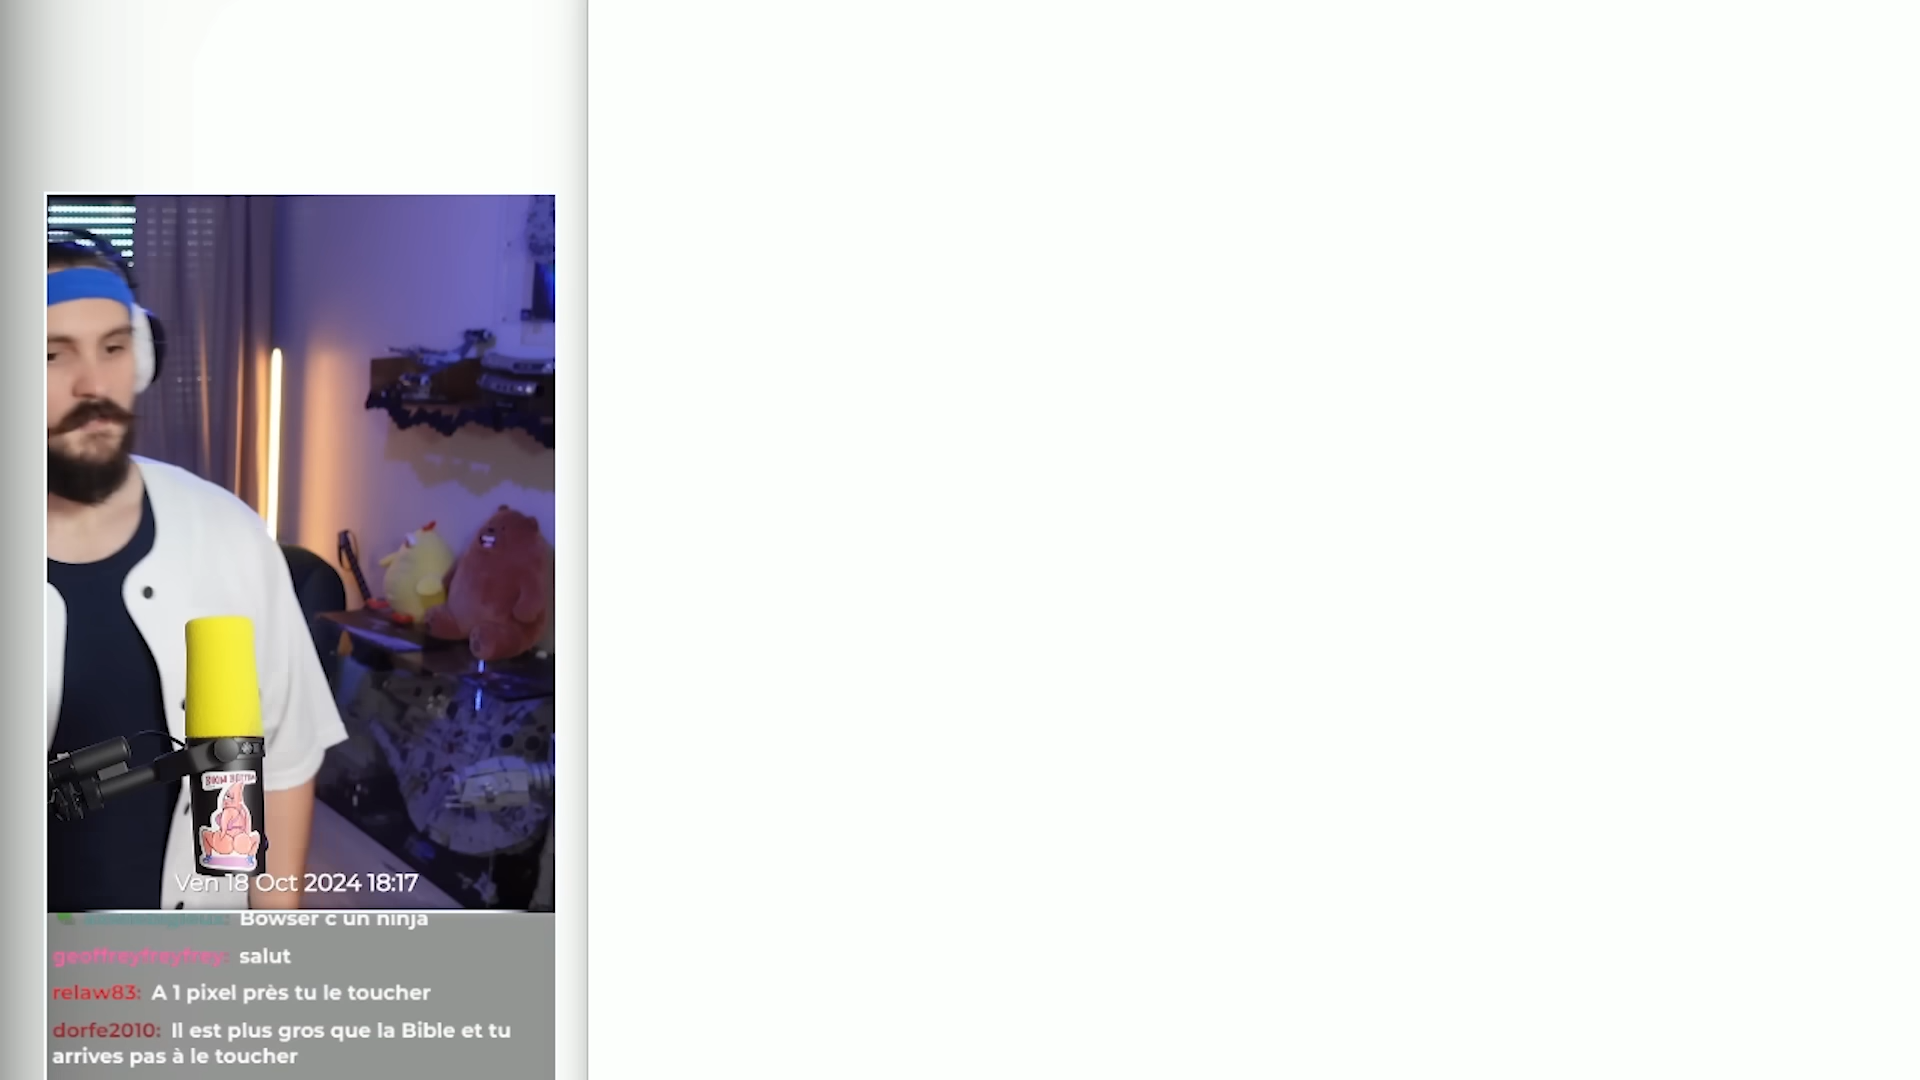 Ven 18 Oct 2024 18:17
Bowser c un ninja
geoffreyfreyfrey: salut
relaw83: A 1 pixel près tu le toucher
dorfe2010: Il est plus gros que la Bible et tu
arrives pas à le toucher